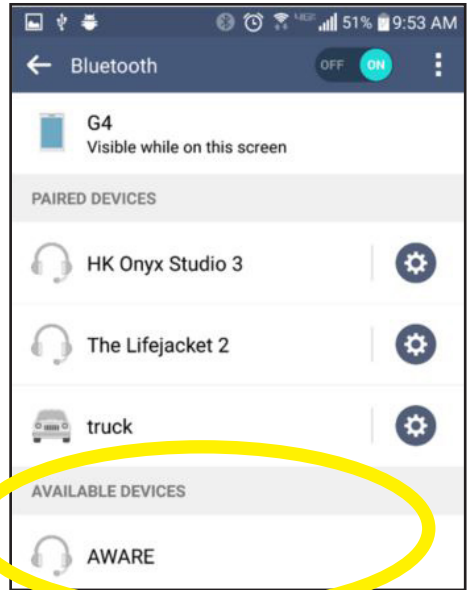 51% 9:53 AM
Bluetooth OFF ON
G4
Visible while on this screen
PAIRED DEVICES
HK Onyx Studio 3
The Lifejacket 2
truck
AVAILABLE DEVICES
AWARE